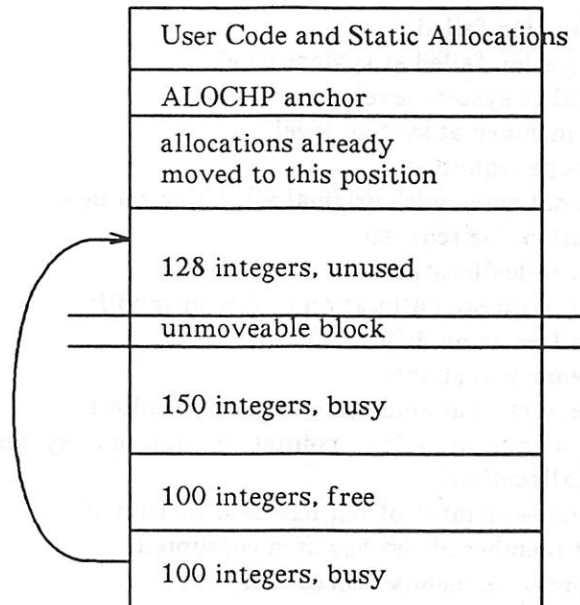 User Code and Static Allocations
ALOCHP anchor
allocations already
moved to this position
128 integers, unused
unmoveable block
150 integers, busy
100 integers, free
100 integers, busy